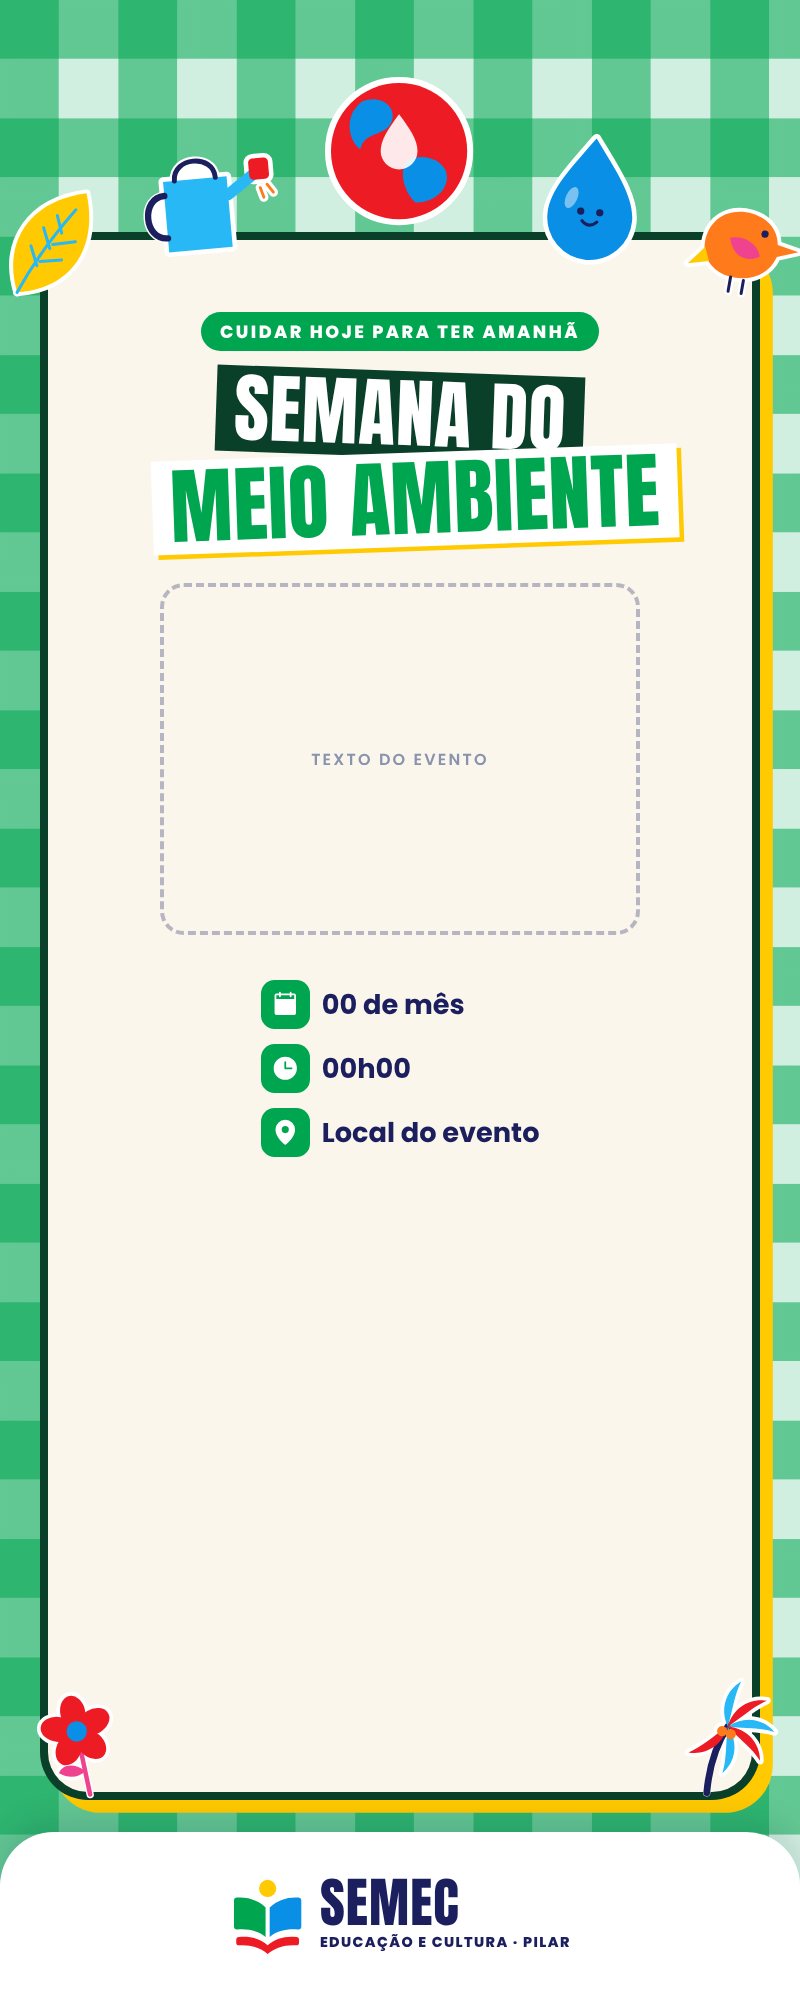 CUIDAR HOJE PARA TER AMANHÃ
SEMANA DO
MEIO AMBIENTE
TEXTO DO EVENTO
00 de mês
00h00
Local do evento
SEMEC
EDUCAÇÃO E CULTURA · PILAR